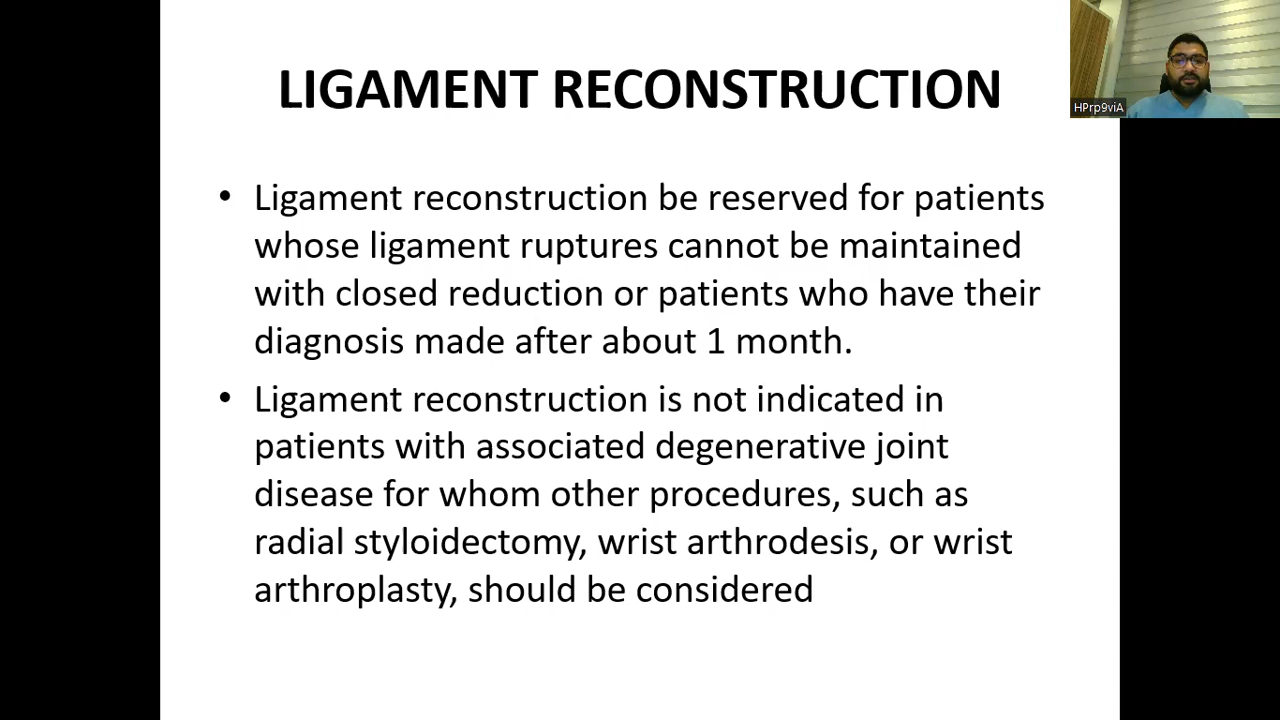 LIGAMENT RECONSTRUCTION
HPrp9viA
• Ligament reconstruction be reserved for patients
whose ligament ruptures cannot be maintained
with closed reduction or patients who have their
diagnosis made after about 1 month.
• Ligament reconstruction is not indicated in
patients with associated degenerative joint
disease for whom other procedures, such as
radial styloidectomy, wrist arthrodesis, or wrist
arthroplasty, should be considered